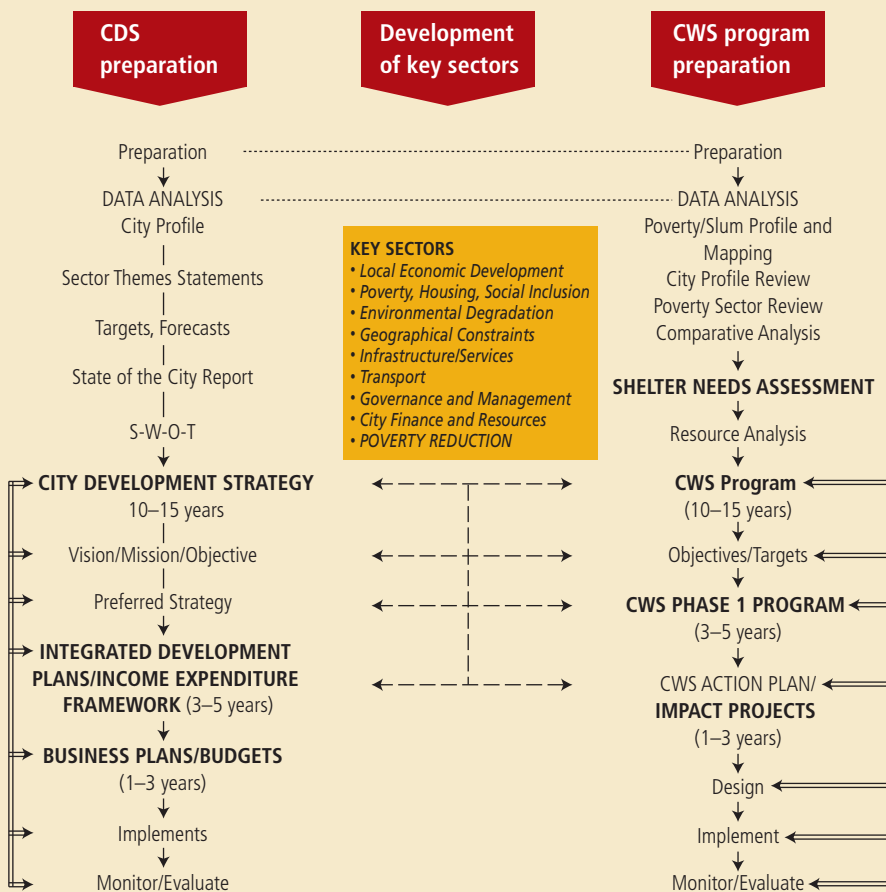 CDS
preparation
Development
of key sectors
CWS program
preparation
Preparation
DATA ANALYSIS
City Profile
Sector Themes Statements
Targets, Forecasts
State of the City Report
S-W-O-T
CITY DEVELOPMENT STRATEGY
10–15 years
Vision/Mission/Objective
Preferred Strategy
INTEGRATED DEVELOPMENT
PLANS/INCOME EXPENDITURE
FRAMEWORK (3–5 years)
BUSINESS PLANS/BUDGETS
(1–3 years)
Implements
Monitor/Evaluate
KEY SECTORS
• Local Economic Development
• Poverty, Housing, Social Inclusion
• Environmental Degradation
• Geographical Constraints
• Infrastructure/Services
• Transport
• Governance and Management
• City Finance and Resources
• POVERTY REDUCTION
Preparation
DATA ANALYSIS
Poverty/Slum Profile and
Mapping
City Profile Review
Poverty Sector Review
Comparative Analysis
SHELTER NEEDS ASSESSMENT
Resource Analysis
CWS Program
(10–15 years)
Objectives/Targets
CWS PHASE 1 PROGRAM
(3–5 years)
CWS ACTION PLAN/
IMPACT PROJECTS
(1–3 years)
Design
Implement
Monitor/Evaluate